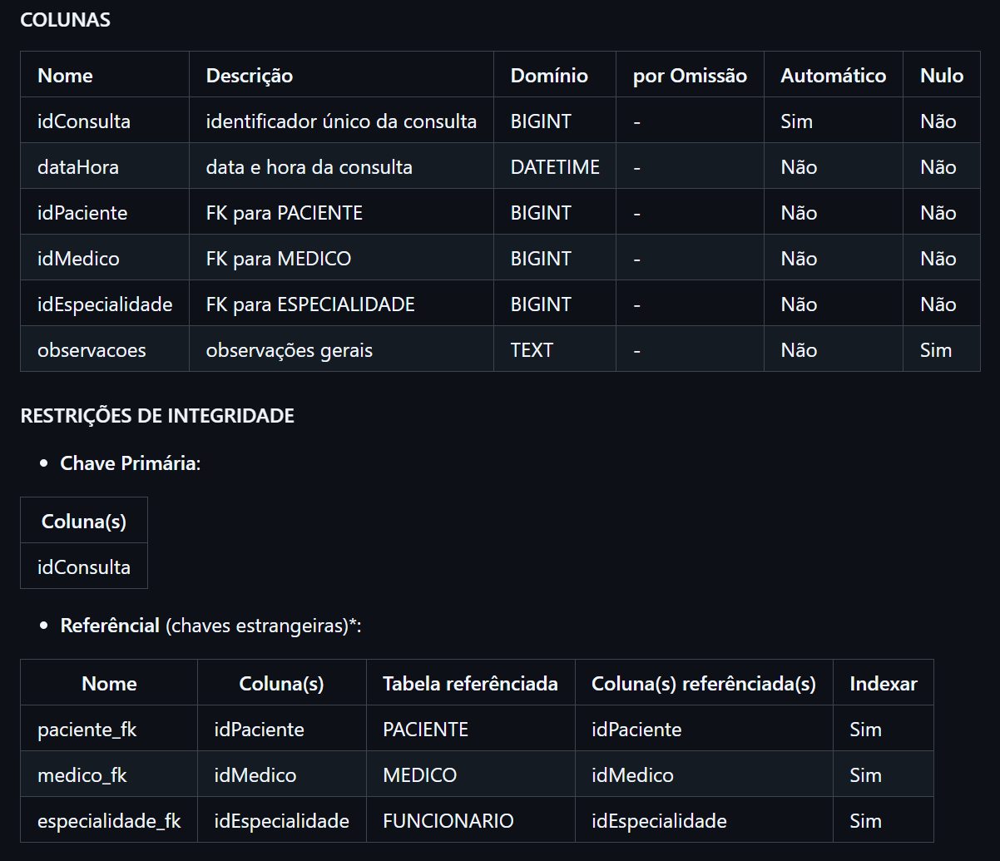 COLUNAS
Nome Descrição Domínio por Omissão Automático Nulo
idConsulta identificador único da consulta BIGINT - Sim Não
dataHora data e hora da consulta DATETIME - Não Não
idPaciente FK para PACIENTE BIGINT - Não Não
idMedico FK para MEDICO BIGINT - Não Não
idEspecialidade FK para ESPECIALIDADE BIGINT - Não Não
observacoes observações gerais TEXT - Não Sim
RESTRIÇÕES DE INTEGRIDADE
• Chave Primária:
Coluna(s)
idConsulta
• Referêncial (chaves estrangeiras)*:
Nome Coluna(s) Tabela referênciada Coluna(s) referênciada(s) Indexar
paciente_fk idPaciente PACIENTE idPaciente Sim
medico_fk idMedico MEDICO idMedico Sim
especialidade_fk idEspecialidade FUNCIONARIO idEspecialidade Sim